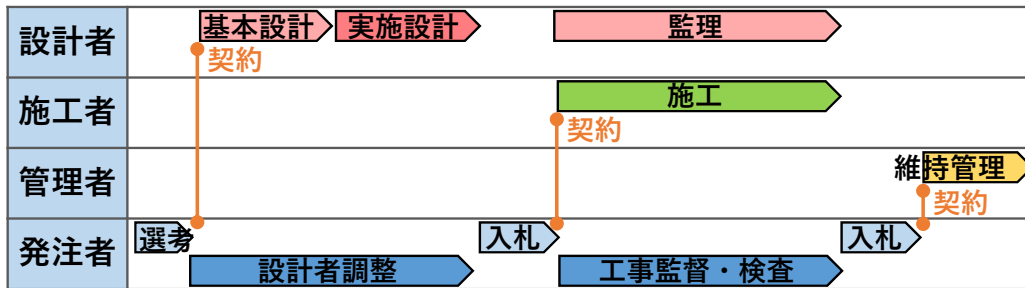 設計者
基本設計
実施設計
監理
契約
施工者
施工
契約
管理者
維持管理
契約
発注者
選考
入札
入札
設計者調整
工事監督・検査